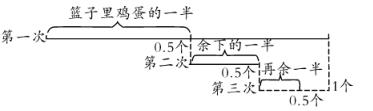 篮子里鸡蛋的一半
第一次
0.5个 余下的一半
第二次
0.5个 再余一半
第三次 1个
0.5个